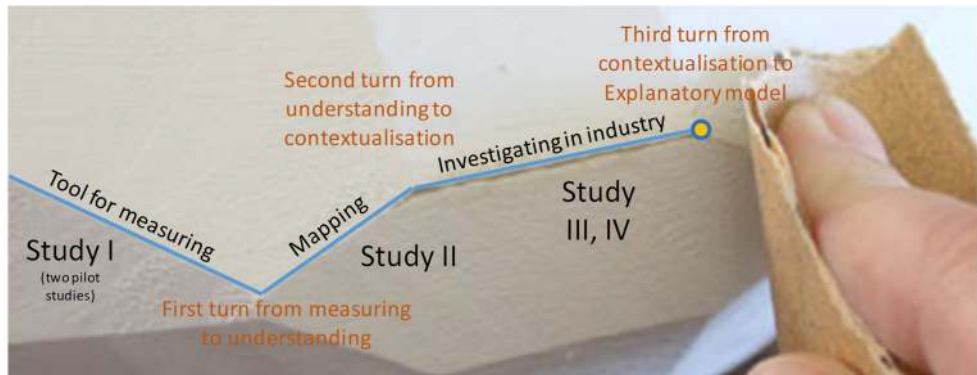 Third turn from
contextualisation to
Explanatory model
Second turn from
understanding to
contextualisation
Investigating in industry
Tool for measuring
Mapping
Study
III, IV
Study I
(two pilot
studies)
Study II
First turn from measuring
to understanding